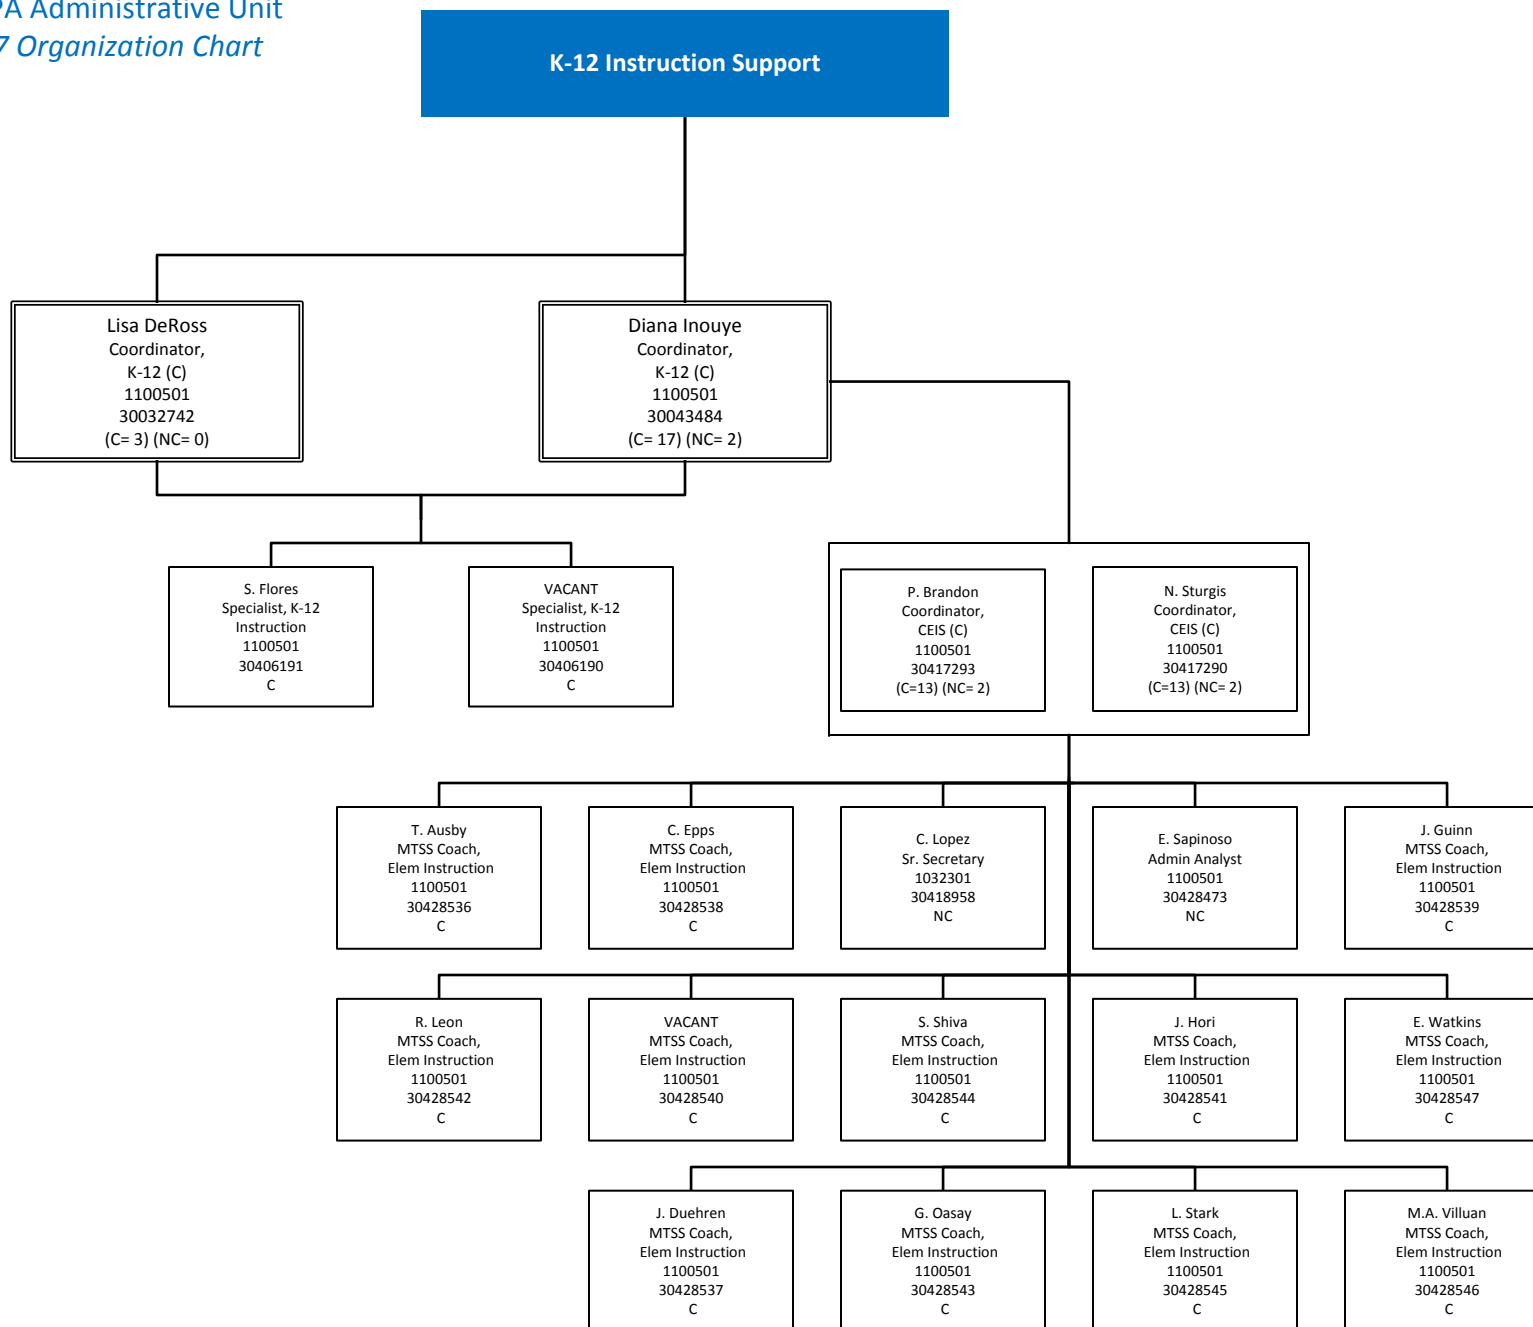 PA Administrative Unit
7 Organization Chart
K-12 Instruction Support
Lisa DeRoss
Coordinator,
K-12 (C)
1100501
30032742
(C= 3) (NC= 0)
Diana Inouye
Coordinator,
K-12 (C)
1100501
30043484
(C= 17) (NC= 2)
S. Flores
Specialist, K-12
Instruction
1100501
30406191
C
VACANT
Specialist, K-12
Instruction
1100501
30406190
C
P. Brandon
Coordinator,
CEIS (C)
1100501
30417293
(C=13) (NC= 2)
N. Sturgis
Coordinator,
CEIS (C)
1100501
30417290
(C=13) (NC= 2)
T. Ausby
MTSS Coach,
Elem Instruction
1100501
30428536
C
C. Epps
MTSS Coach,
Elem Instruction
1100501
30428538
C
C. Lopez
Sr. Secretary
1032301
30418958
NC
E. Sapinoso
Admin Analyst
1100501
30428473
NC
J. Guinn
MTSS Coach,
Elem Instruction
1100501
30428539
C
R. Leon
MTSS Coach,
Elem Instruction
1100501
30428542
C
VACANT
MTSS Coach,
Elem Instruction
1100501
30428540
C
S. Shiva
MTSS Coach,
Elem Instruction
1100501
30428544
C
J. Hori
MTSS Coach,
Elem Instruction
1100501
30428541
C
E. Watkins
MTSS Coach,
Elem Instruction
1100501
30428547
C
J. Duehren
MTSS Coach,
Elem Instruction
1100501
30428537
C
G. Oasay
MTSS Coach,
Elem Instruction
1100501
30428543
C
L. Stark
MTSS Coach,
Elem Instruction
1100501
30428545
C
M.A. Villuan
MTSS Coach,
Elem Instruction
1100501
30428546
C